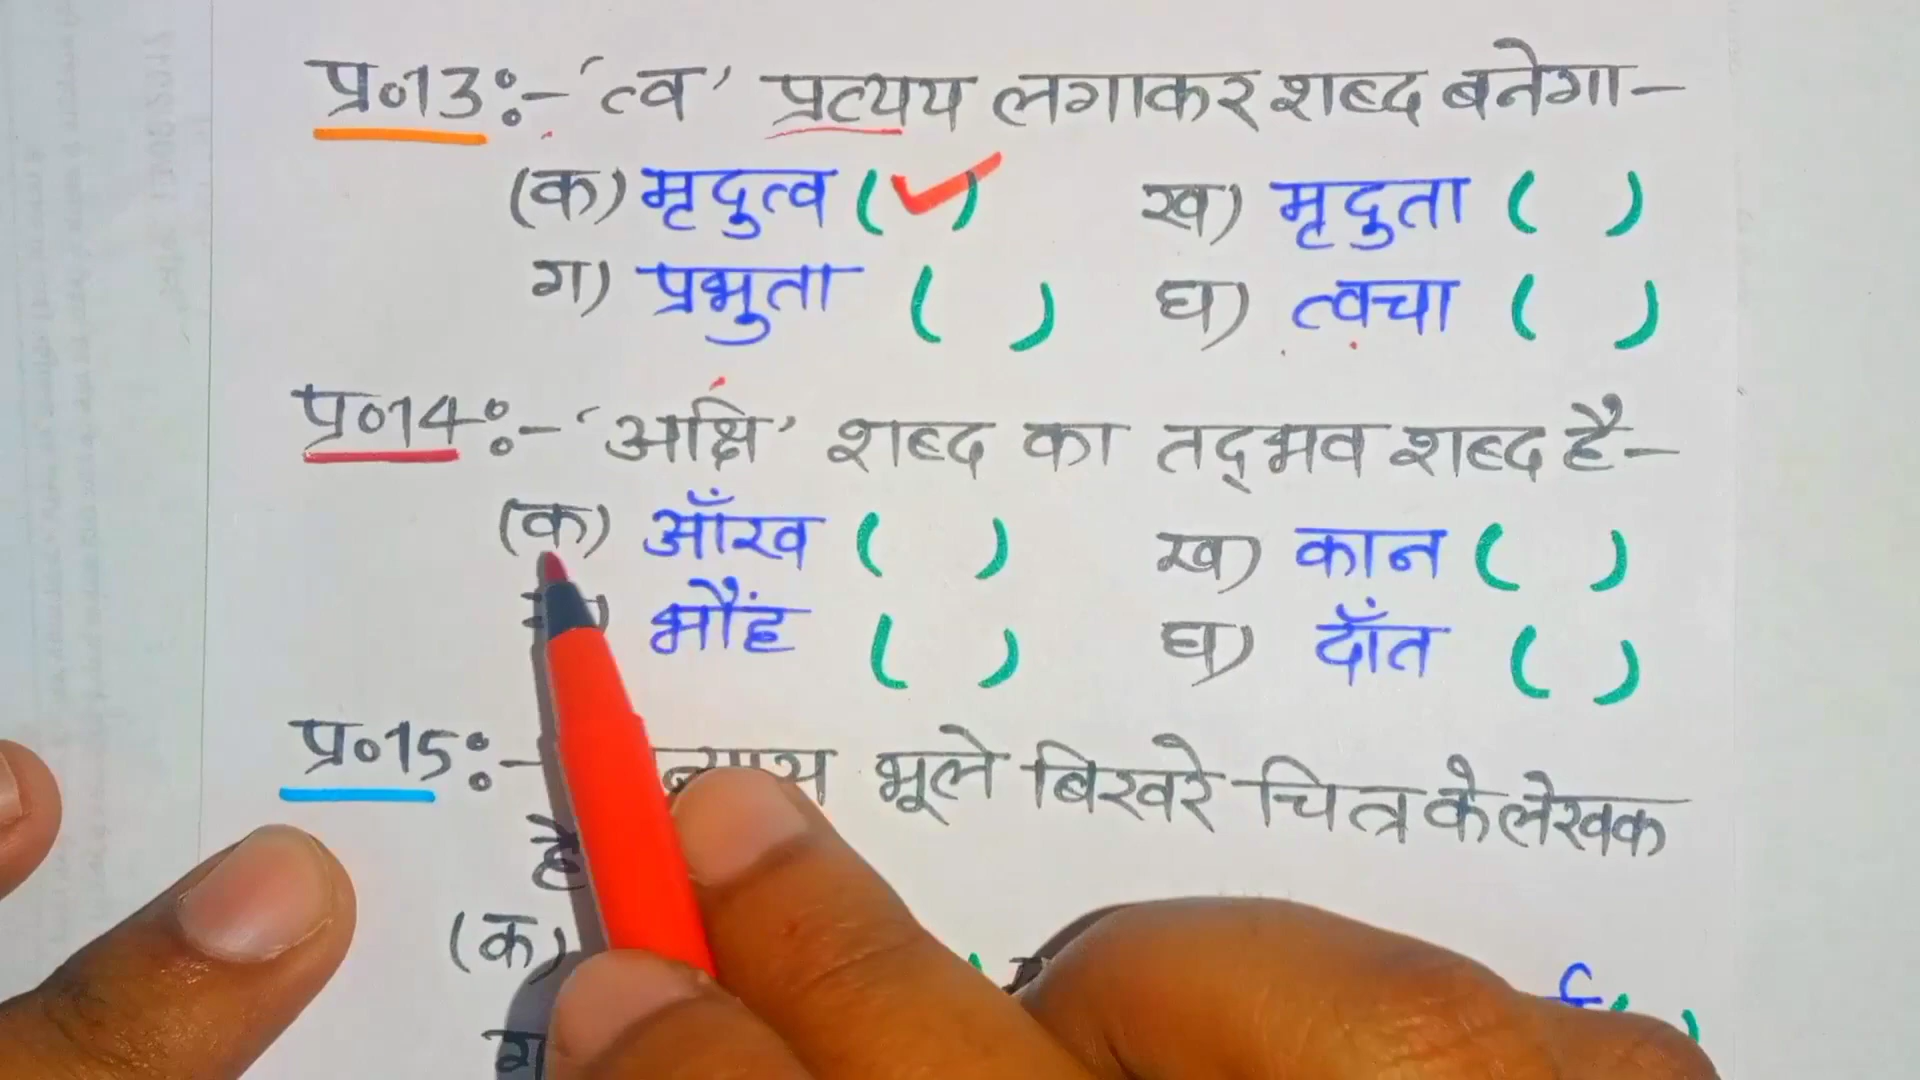 प्र०13:- 'त्व' प्रत्यय लगाकर शब्द बनेगा-
(क) मृदुत्व (✓) ख) मृदुता ( )
ग) प्रभुता ( ) घ) त्वचा ( )
प्र०14:- 'अक्षि' शब्द का तद्भव शब्द है-
(क) आँख ( ) ख) कान ( )
भौंह ( ) घ) दाँत ( )
प्र०15:- भूले बिखरे चित्र के लेखक
है
(क)
ग